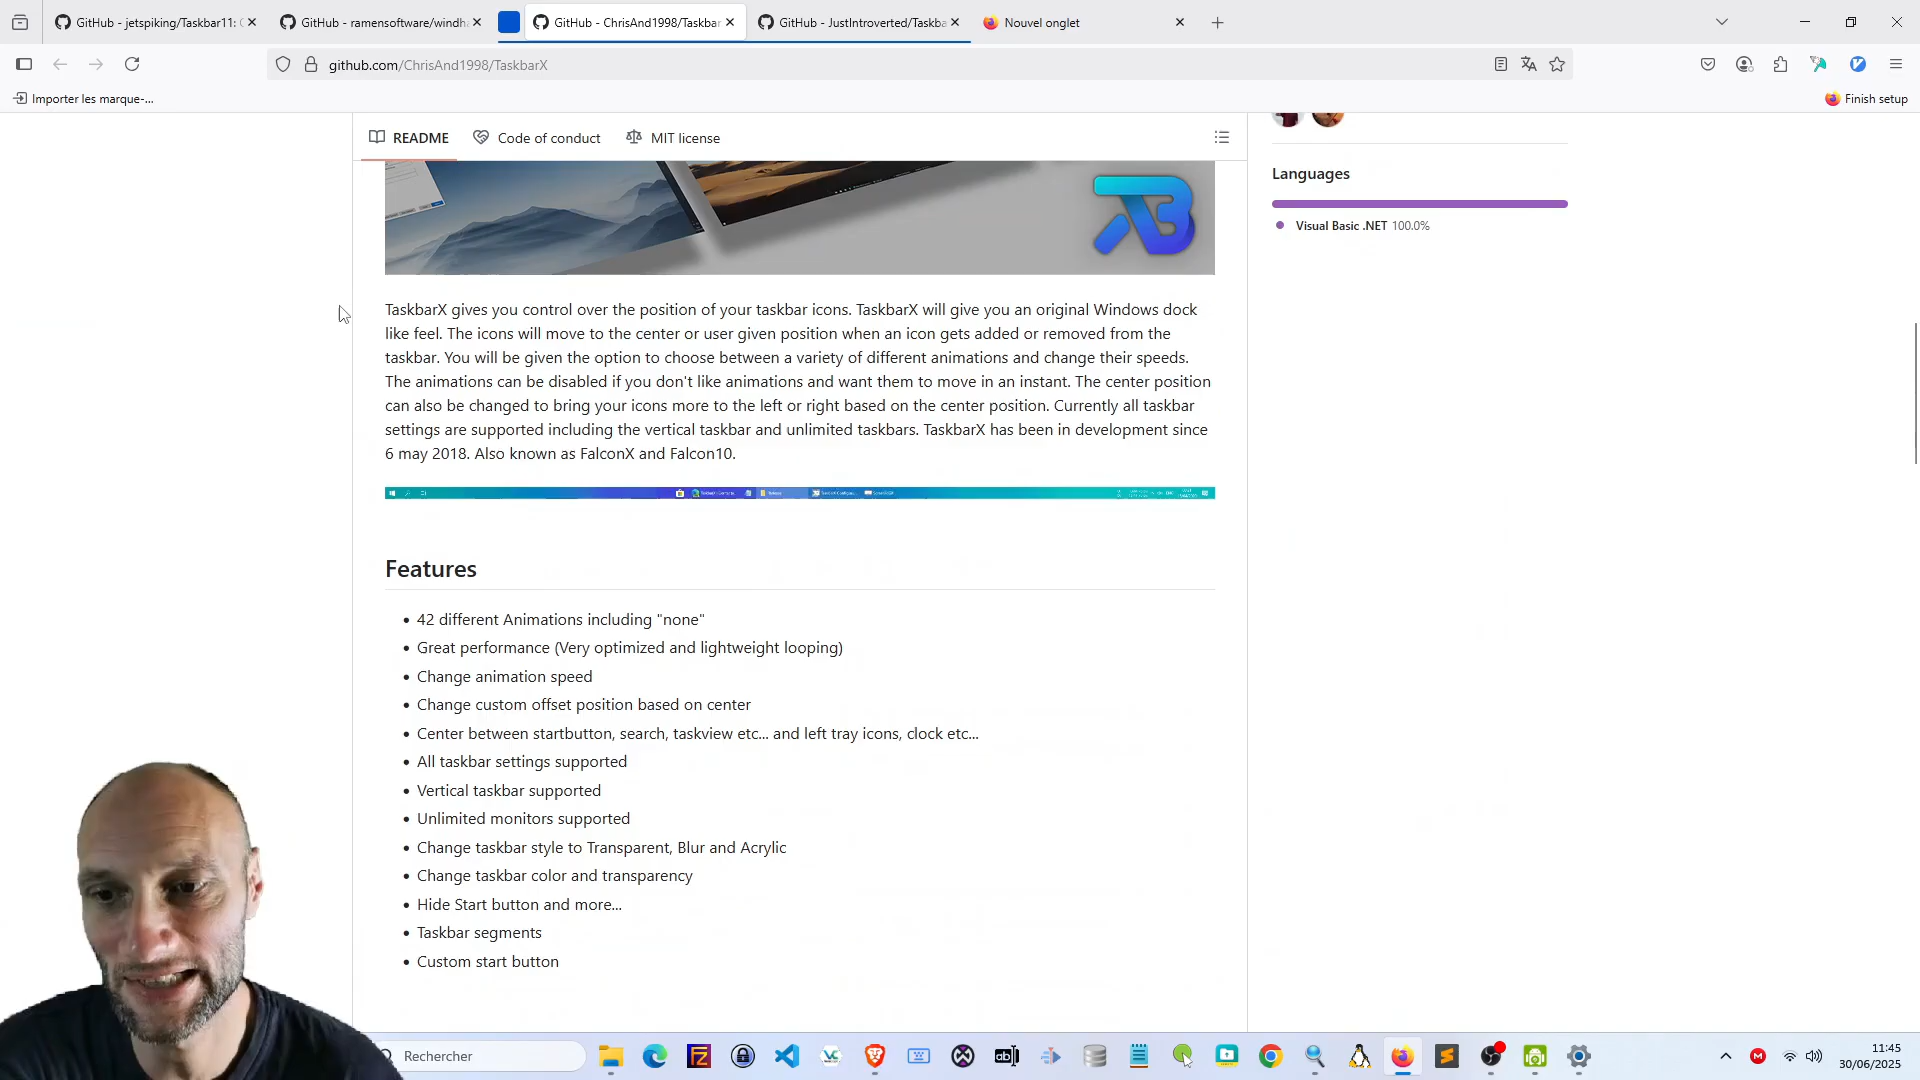 GitHub - jetspiking/Taskbar11: C
GitHub - ramensoftware/windha
GitHub - ChrisAnd1998/Taskbar
GitHub - JustIntroverted/Taskba
Nouvel onglet
github.com/ChrisAnd1998/TaskbarX
Importer les marque-...
Finish setup
README
Code of conduct
MIT license
Languages
Visual Basic .NET 100.0%
TaskbarX gives you control over the position of your taskbar icons. TaskbarX will give you an original Windows dock
like feel. The icons will move to the center or user given position when an icon gets added or removed from the
taskbar. You will be given the option to choose between a variety of different animations and change their speeds.
The animations can be disabled if you don't like animations and want them to move in an instant. The center position
can also be changed to bring your icons more to the left or right based on the center position. Currently all taskbar
settings are supported including the vertical taskbar and unlimited taskbars. TaskbarX has been in development since
6 may 2018. Also known as FalconX and Falcon10.
Features
42 different Animations including "none"
Great performance (Very optimized and lightweight looping)
Change animation speed
Change custom offset position based on center
Center between startbutton, search, taskview etc... and left tray icons, clock etc...
All taskbar settings supported
Vertical taskbar supported
Unlimited monitors supported
Change taskbar style to Transparent, Blur and Acrylic
Change taskbar color and transparency
Hide Start button and more...
Taskbar segments
Custom start button
Rechercher
11:45
30/06/2025